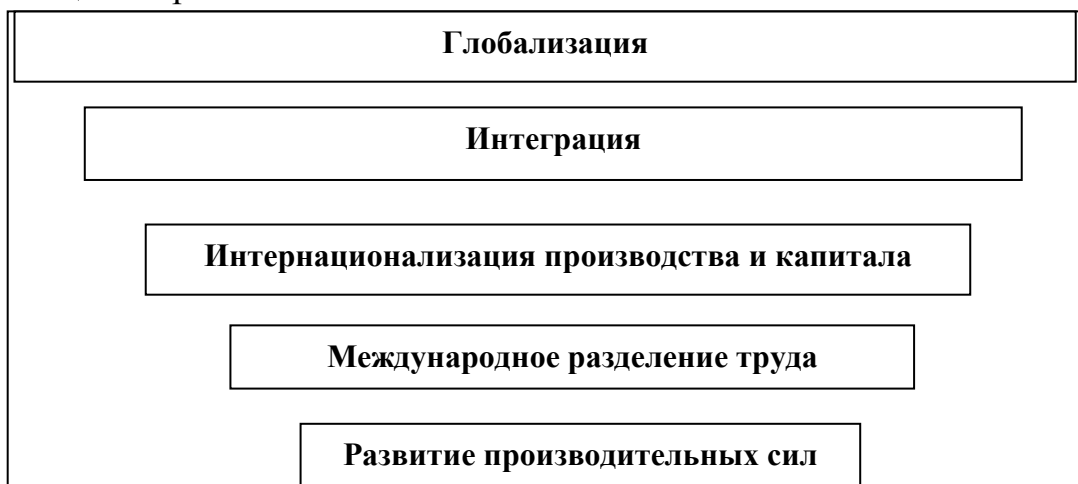 Глобализация
Интеграция
Интернационализация производства и капитала
Международное разделение труда
Развитие производительных сил